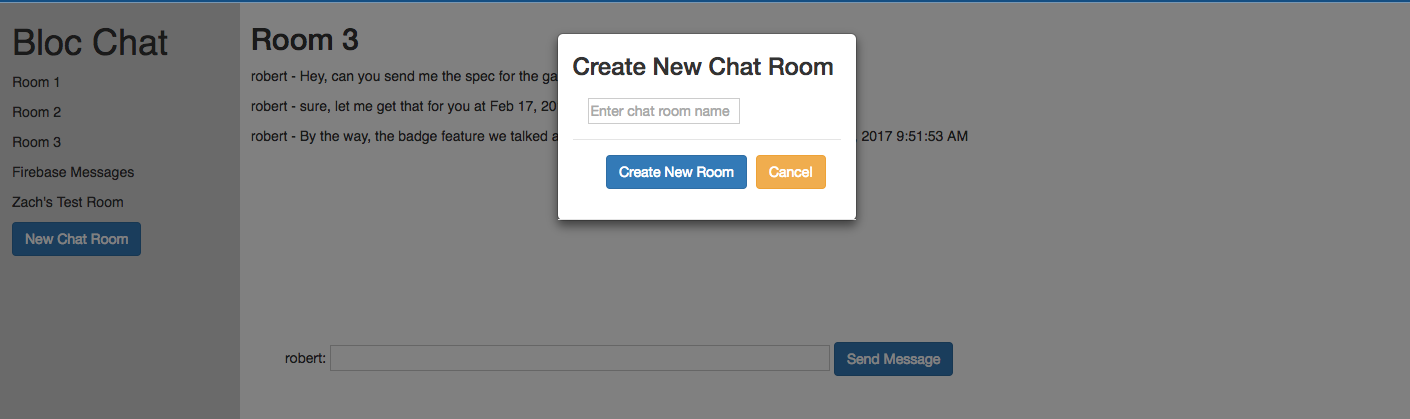 Bloc Chat
Room 1
Room 2
Room 3
Firebase Messages
Zach's Test Room
New Chat Room
Room 3
robert - Hey, can you send me the spec for the ga
robert - sure, let me get that for you at Feb 17, 20
robert - By the way, the badge feature we talked a 2017 9:51:53 AM
Create New Chat Room
Enter chat room name
Create New Room Cancel
robert: Send Message